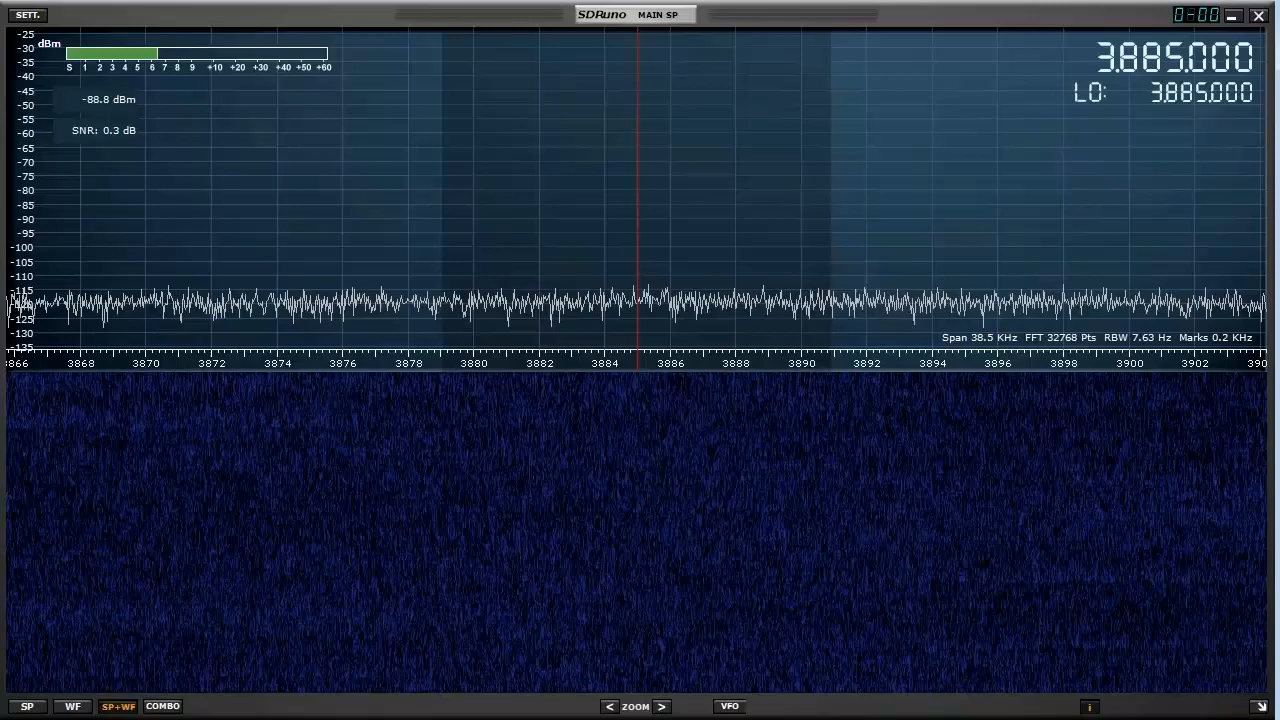 SETT.
SDRuno MAIN SP
0-00
-25
dBm
-30
-35
-40
-45
-50
-55
-60
-65
-70
-75
-80
-85
-90
-95
-100
-105
-110
-115
-120
-125
-130
-135
S 1 2 3 4 5 6 7 8 9 +10 +20 +30 +40 +50 +60
-88.8 dBm
SNR: 0.3 dB
3.885.000
LO: 3.885.000
Span 38.5 KHz FFT 32768 Pts RBW 7.63 Hz Marks 0.2 KHz
866 3868 3870 3872 3874 3876 3878 3880 3882 3884 3886 3888 3890 3892 3894 3896 3898 3900 3902 390
SP WF SP+WF COMBO < ZOOM > VFO i